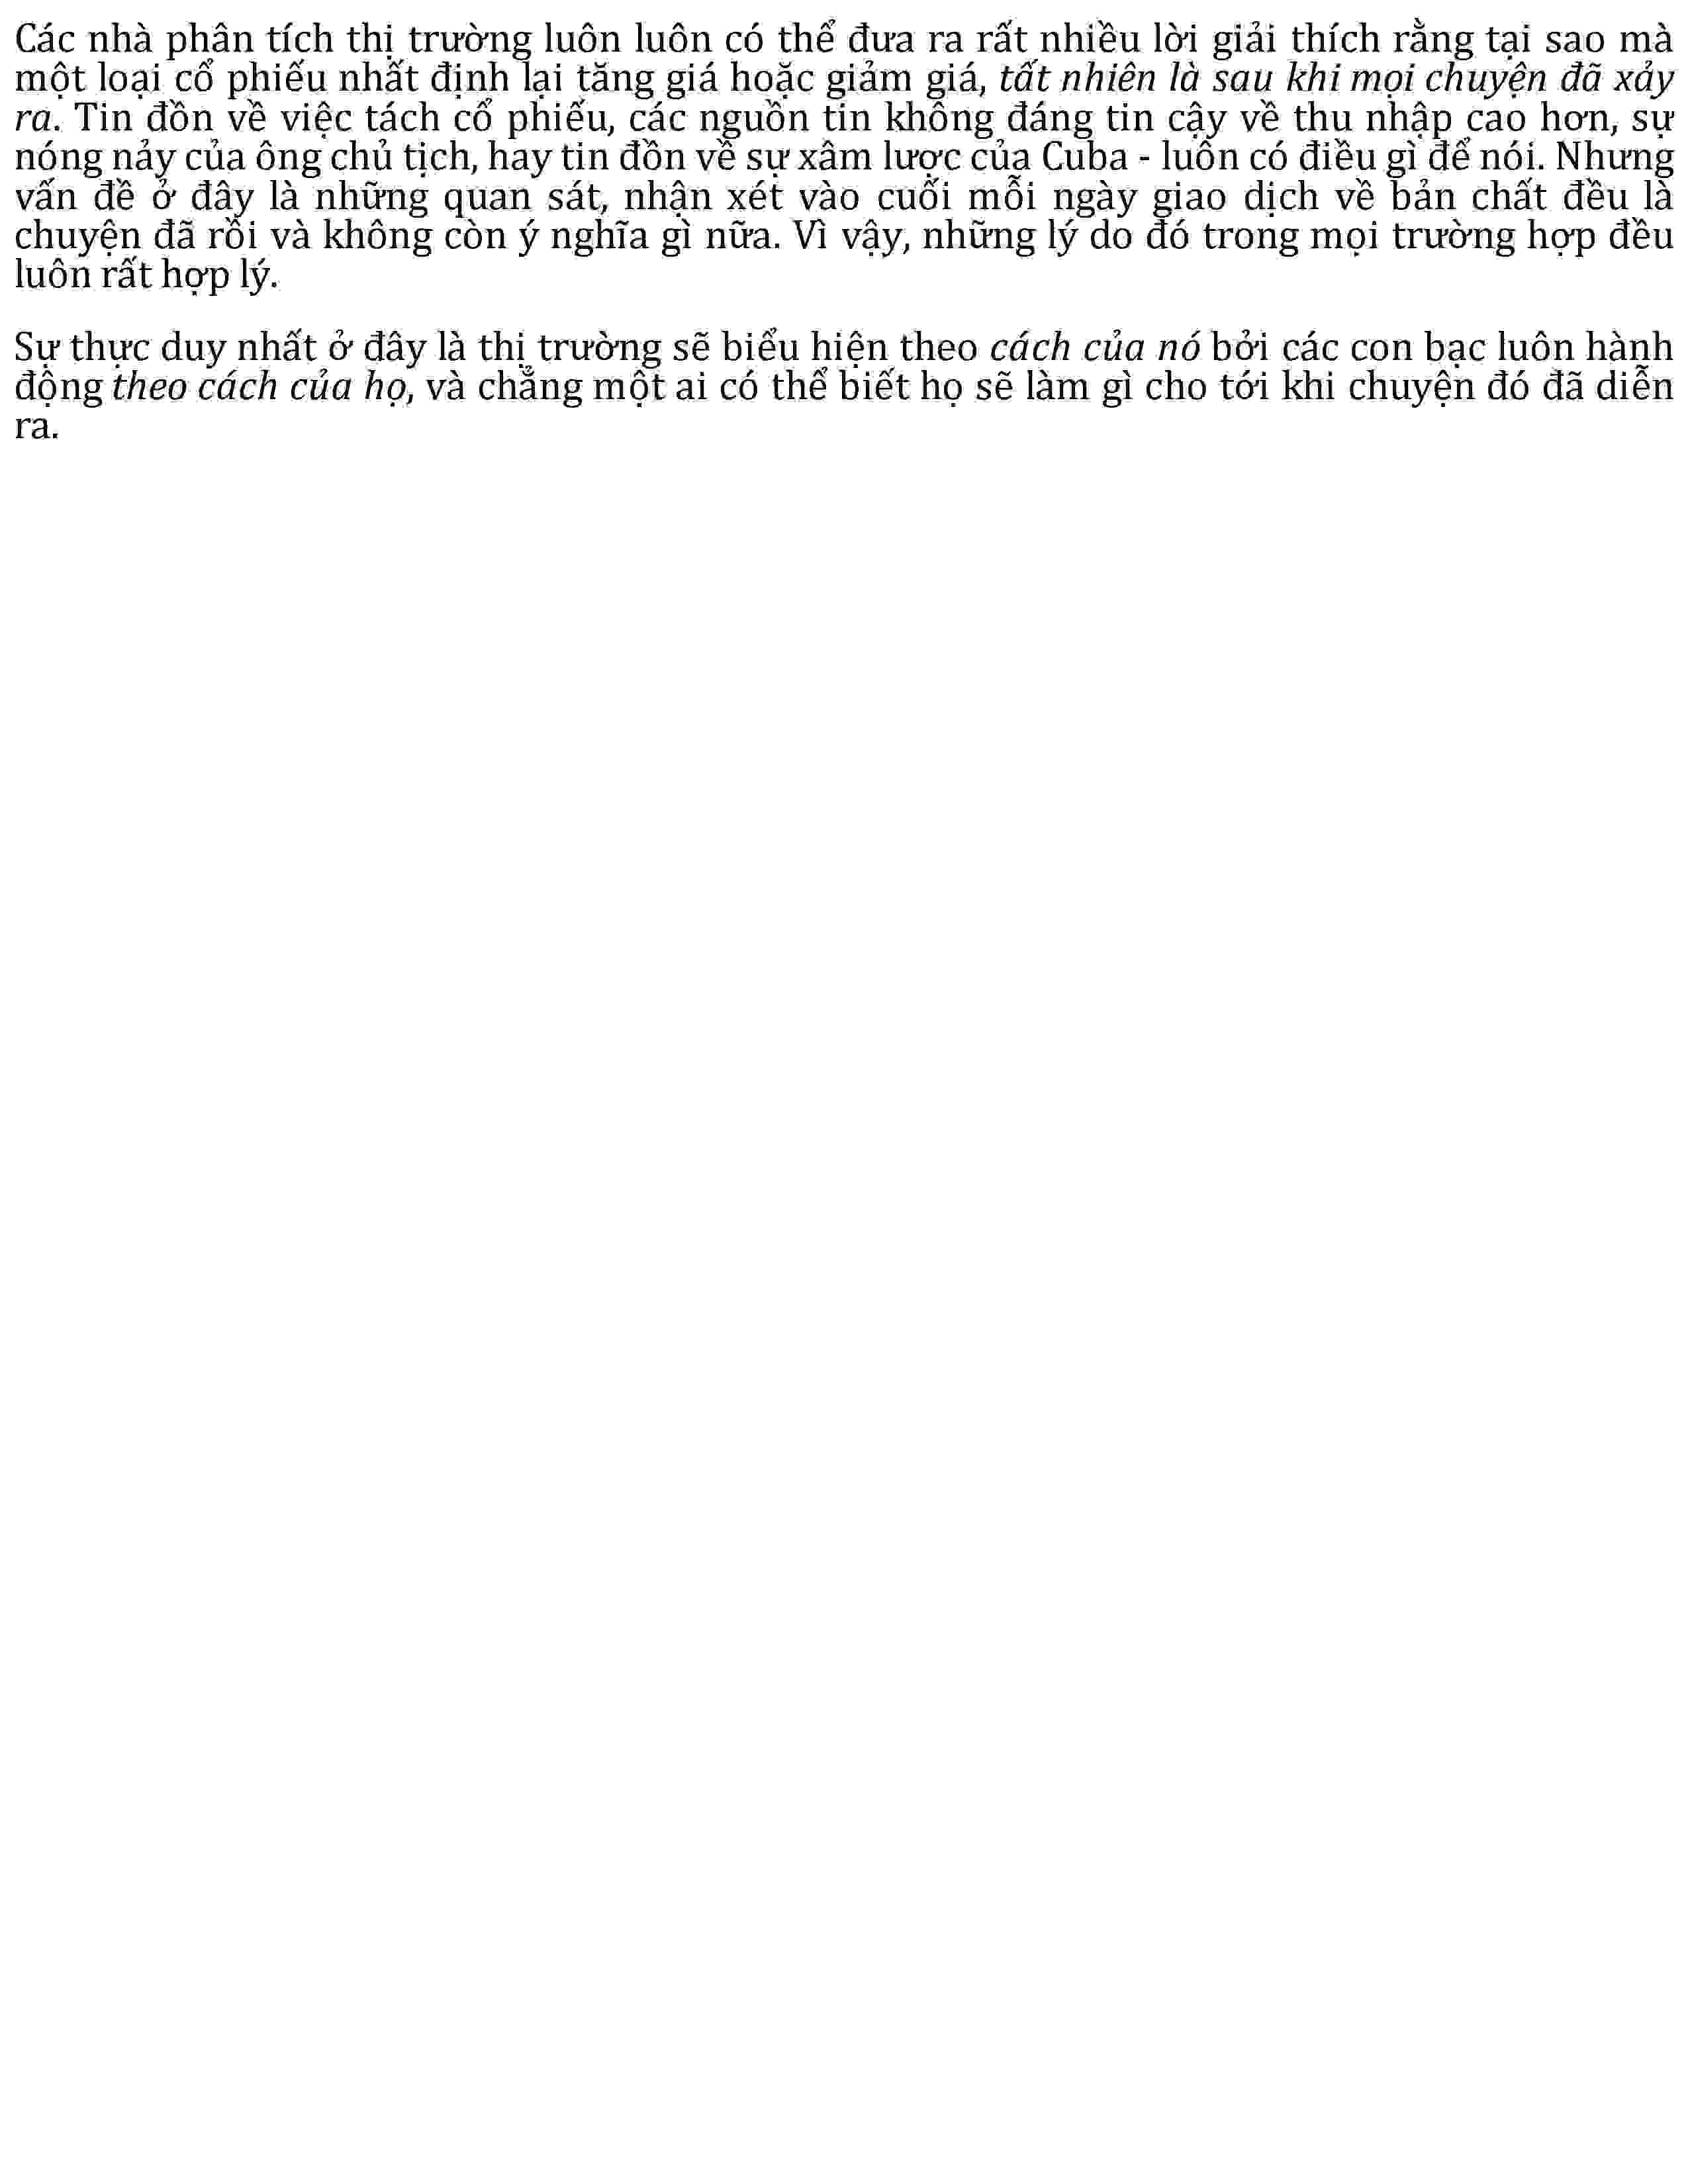 Các nhà phân tích thị trường luôn luôn có thể đưa ra rất nhiều lời giải thích rằng tại sao mà
một loại cổ phiếu nhất định lại tăng giá hoặc giảm giá, tất nhiên là sau khi mọi chuyện đã xảy
ra. Tin đồn về việc tách cổ phiếu, các nguồn tin không đáng tin cậy về thu nhập cao hơn, sự
nóng nảy của ông chủ tịch, hay tin đồn về sự xâm lược của Cuba - luôn có điều gì để nói. Nhưng
vấn đề ở đây là những quan sát, nhận xét vào cuối mỗi ngày giao dịch về bản chất đều là
chuyện đã rồi và không còn ý nghĩa gì nữa. Vì vậy, những lý do đó trong mọi trường hợp đều
luôn rất hợp lý.
Sự thực duy nhất ở đây là thị trường sẽ biểu hiện theo cách của nó bởi các con bạc luôn hành
động theo cách của họ, và chẳng một ai có thể biết họ sẽ làm gì cho tới khi chuyện đó đã diễn
ra.